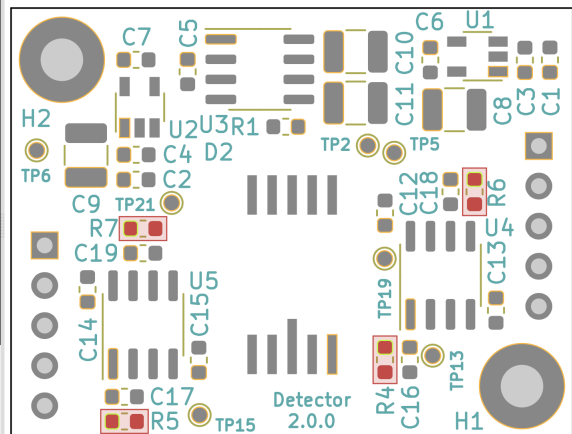 C7
C5
C10
C6
U1
H2
U2
U3
R1
D2
C11
C8
C3
C1
TP6
C4
C2
TP2
TP5
C9
TP21
C12
C18
R6
R7
C19
U4
C13
TP19
C14
U5
C15
TP13
C17
R5
TP15
Detector
2.0.0
R4
C16
H1